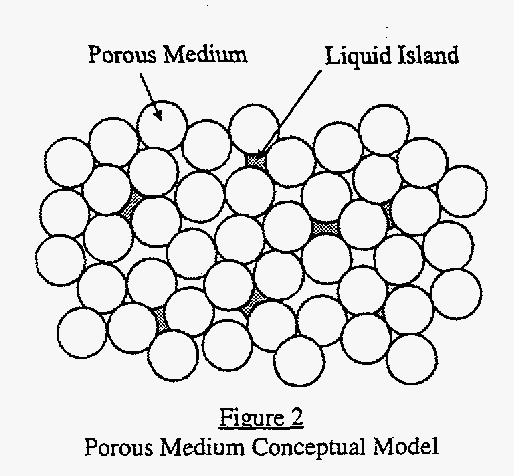 Porous Medium
Liquid Island
Figure 2
Porous Medium Conceptual Model